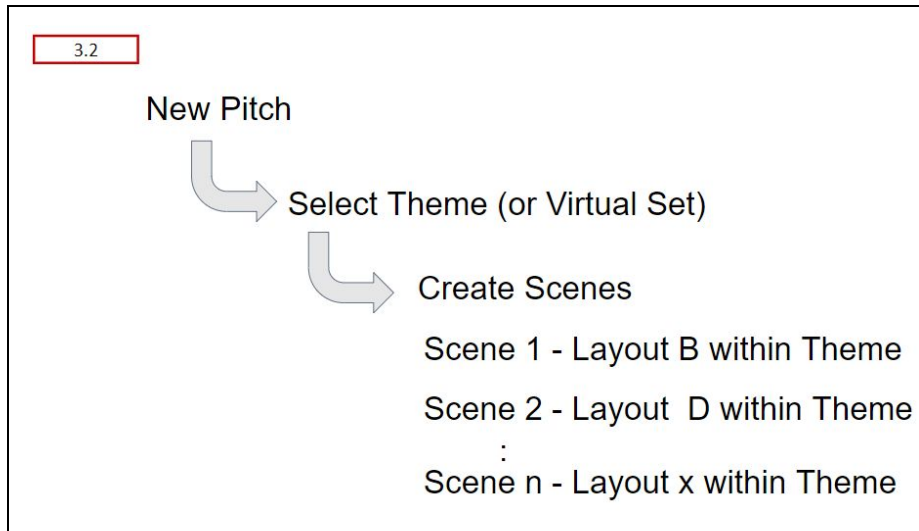 3.2
New Pitch
Select Theme (or Virtual Set)
Create Scenes
Scene 1 - Layout B within Theme
Scene 2 - Layout  D within Theme
:
Scene n - Layout x within Theme